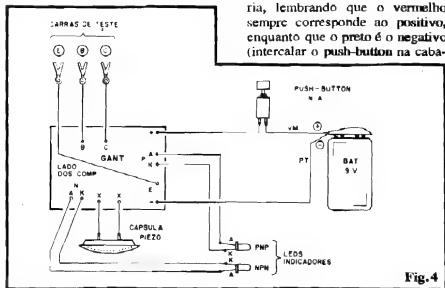 ria, lembrando que o vermelho
sempre corresponde ao positivo,
enquanto que o preto é o negativo
(intercalar o push-button na caba-
GARRAS DE TESTE
E B C
PUSH-BUTTON
N A
+
VM
+
B C
A
GANT P
K
LADO
DOS COMP
E
PT
−
BAT
9 V
N
A K X X
−
CAPSULA
PIEZO
A
PNP
K
K
NPN
A
LEDS
INDICADORES
Fig.4